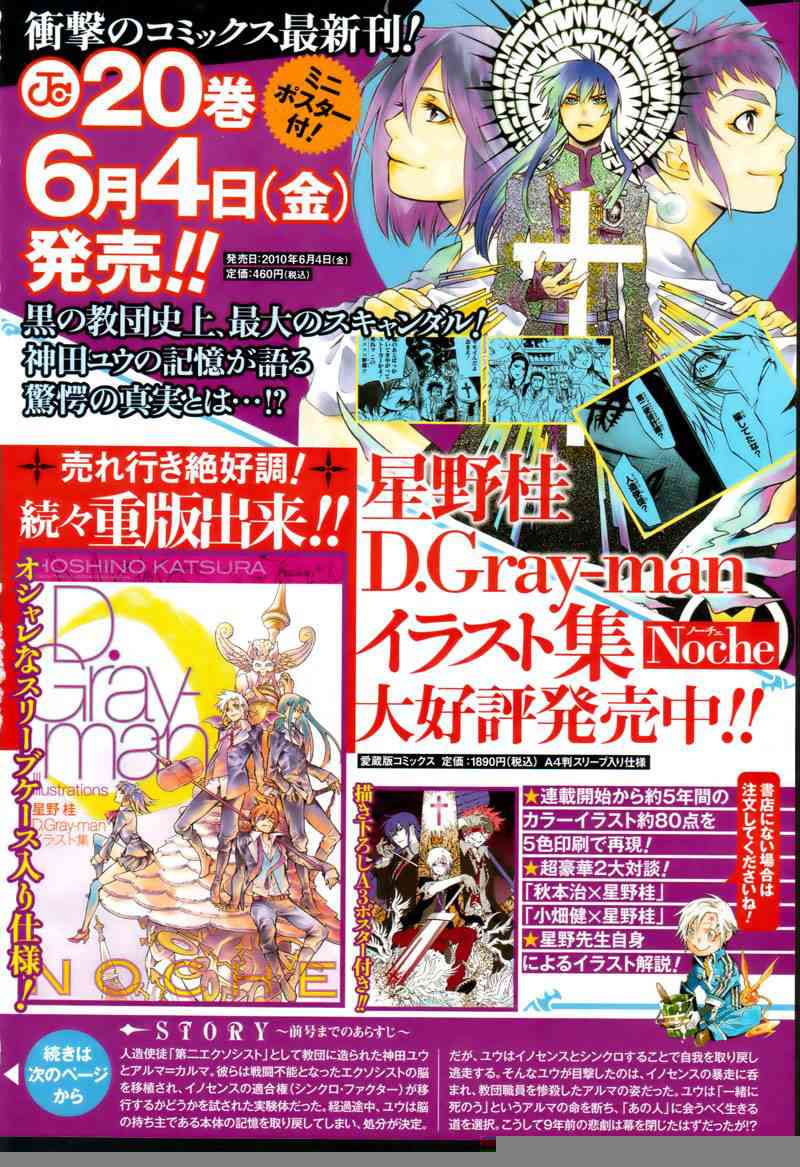 衝撃のコミックス最新刊!
JC 20巻
ミニ
ポスター
付!
6月4日(金)
発売!!
発売日:2010年6月4日(金)
定価:460円(税込)
黒の教団史上、最大のスキャンダル!
神田ユウの記憶が語る
驚愕の真実とは…!?
売れ行き絶好調!
続々重版出来!!
オシャレなスリーブケース入り仕様!
HOSHINO KATSURA
D.
Gray-
man
illustrations
星野 桂
D.Gray-man
イラスト集
NOCHE
星野桂
D.Gray-man
イラスト集 Noche
ノーチェ
大好評発売中!!
愛蔵版コミックス 定価:1890円(税込) A4判スリーブ入り仕様
描き下ろしA3ポスター付き!!
★連載開始から約5年間の
カラーイラスト約80点を
5色印刷で再現!
★超豪華2大対談!
「秋本治×星野桂」
「小畑健×星野桂」
★星野先生自身
によるイラスト解説!
書店にない場合は
注文してくださいね!
続きは
次のページ
から
STORY 〜前号までのあらすじ〜
人造使徒「第二エクソシスト」として教団に造られた神田ユウ
とアルマ=カルマ。彼らは戦闘不能となったエクソシストの脳
を移植され、イノセンスの適合権(シンクロ・ファクター)が移
行するかどうかを試された実験体だった。経過途中、ユウは脳
の持ち主である本体の記憶を取り戻してしまい、処分が決定。
だが、ユウはイノセンスとシンクロすることで自我を取り戻し
逃走する。そんなユウが目撃したのは、イノセンスの暴走に呑
まれ、教団職員を惨殺したアルマの姿だった。ユウは「一緒に
死のう」というアルマの命を断ち、「あの人」に会うべく生きる
道を選択。こうして9年前の悲劇は幕を閉じたはずだったが!?